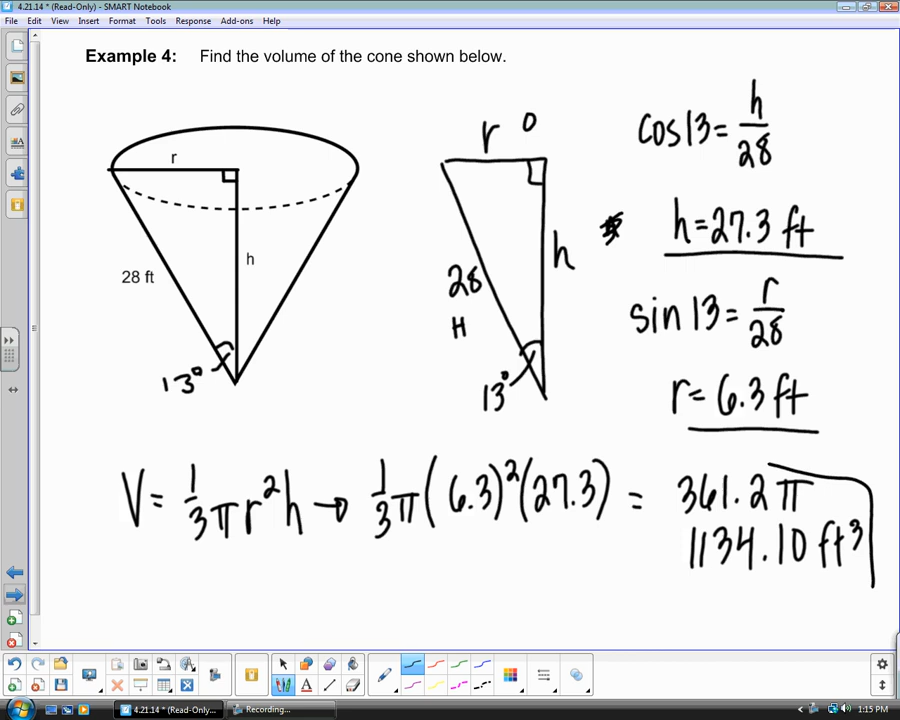 4.21.14 * (Read-Only) - SMART Notebook
File Edit View Insert Format Tools Response Add-ons Help
Example 4: Find the volume of the cone shown below.
r
h
28 ft
13°
r O
h
28
H
13°
cos 13 = h/28
* h = 27.3 ft
sin 13 = r/28
r = 6.3 ft
V = 1/3 π r² h → 1/3 π (6.3)² (27.3) = 361.2 π
1134.10 ft³
4.21.14 * (Read-Only... Recording... 1:15 PM